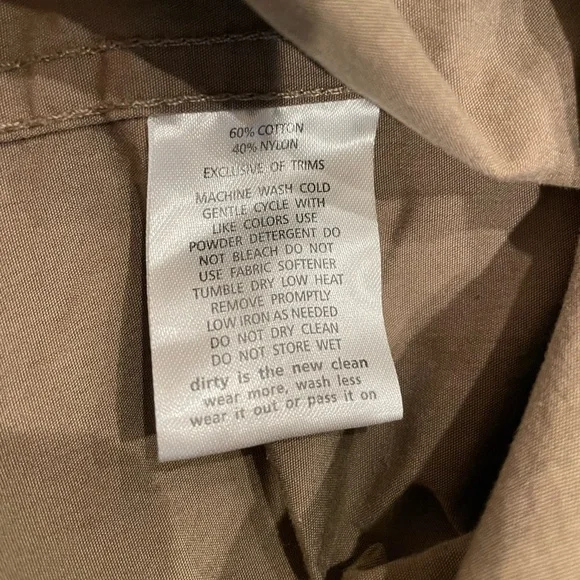 60% COTTON
40% NYLON
EXCLUSIVE OF TRIMS
MACHINE WASH COLD
GENTLE CYCLE WITH
LIKE COLORS USE
POWDER DETERGENT DO
NOT BLEACH DO NOT
USE FABRIC SOFTENER
TUMBLE DRY LOW HEAT
REMOVE PROMPTLY
LOW IRON AS NEEDED
DO NOT DRY CLEAN
DO NOT STORE WET
dirty is the new clean
wear more, wash less
wear it out or pass it on